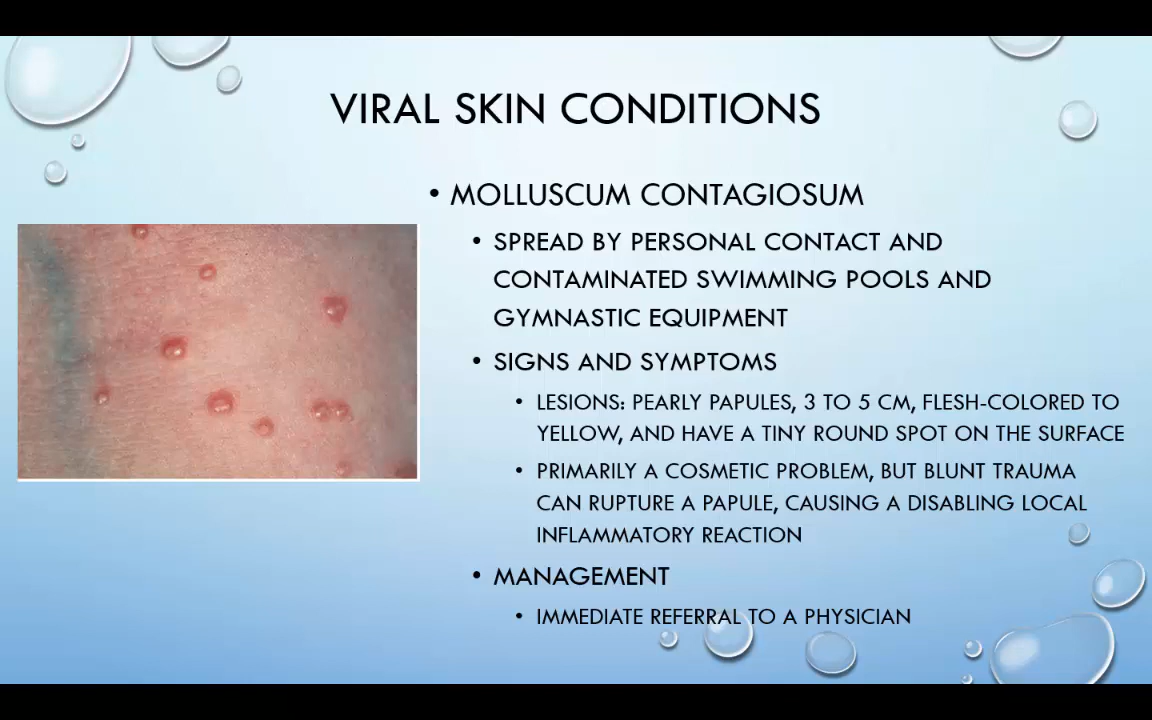 VIRAL SKIN CONDITIONS
• MOLLUSCUM CONTAGIOSUM
• SPREAD BY PERSONAL CONTACT AND
CONTAMINATED SWIMMING POOLS AND
GYMNASTIC EQUIPMENT
• SIGNS AND SYMPTOMS
• LESIONS: PEARLY PAPULES, 3 TO 5 CM, FLESH-COLORED TO
YELLOW, AND HAVE A TINY ROUND SPOT ON THE SURFACE
• PRIMARILY A COSMETIC PROBLEM, BUT BLUNT TRAUMA
CAN RUPTURE A PAPULE, CAUSING A DISABLING LOCAL
INFLAMMATORY REACTION
• MANAGEMENT
• IMMEDIATE REFERRAL TO A PHYSICIAN